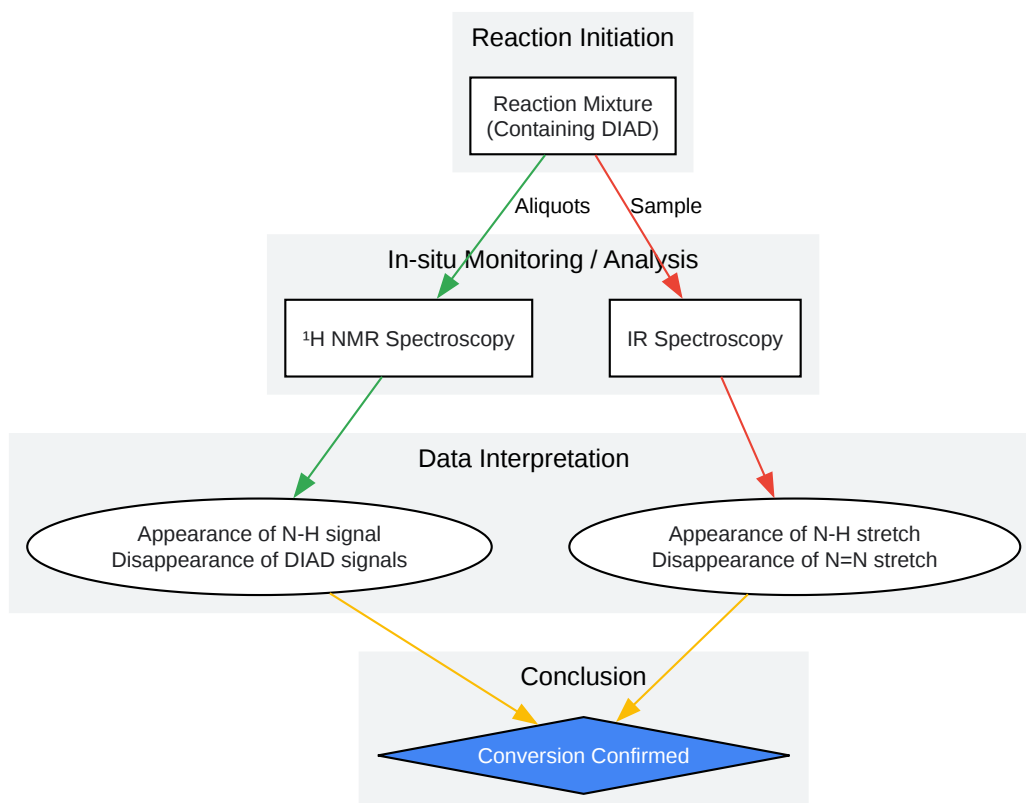 Reaction Initiation
Reaction Mixture
(Containing DIAD)
Aliquots
Sample
In-situ Monitoring / Analysis
¹H NMR Spectroscopy
IR Spectroscopy
Data Interpretation
Appearance of N-H signal
Disappearance of DIAD signals
Appearance of N-H stretch
Disappearance of N=N stretch
Conclusion
Conversion Confirmed